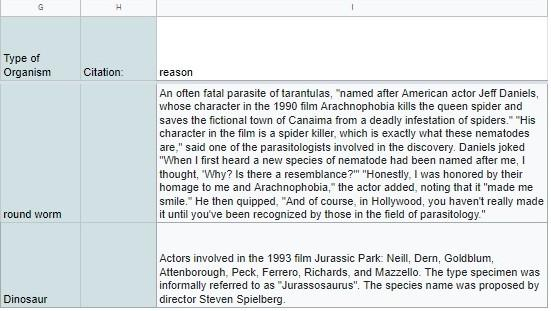 G H I
Type of
Organism Citation: reason
An often fatal parasite of tarantulas, "named after American actor Jeff Daniels,
whose character in the 1990 film Arachnophobia kills the queen spider and
saves the fictional town of Canaima from a deadly infestation of spiders." "His
character in the film is a spider killer, which is exactly what these nematodes
are," said one of the parasitologists involved in the discovery. Daniels joked
"When I first heard a new species of nematode had been named after me, I
thought, 'Why? Is there a resemblance?'" "Honestly, I was honored by their
homage to me and Arachnophobia," the actor added, noting that it "made me
smile." He then quipped, "And of course, in Hollywood, you haven't really made
round worm it until you've been recognized by those in the field of parasitology."
Actors involved in the 1993 film Jurassic Park: Neill, Dern, Goldblum,
Attenborough, Peck, Ferrero, Richards, and Mazzello. The type specimen was
informally referred to as "Jurassosaurus". The species name was proposed by
Dinosaur director Steven Spielberg.